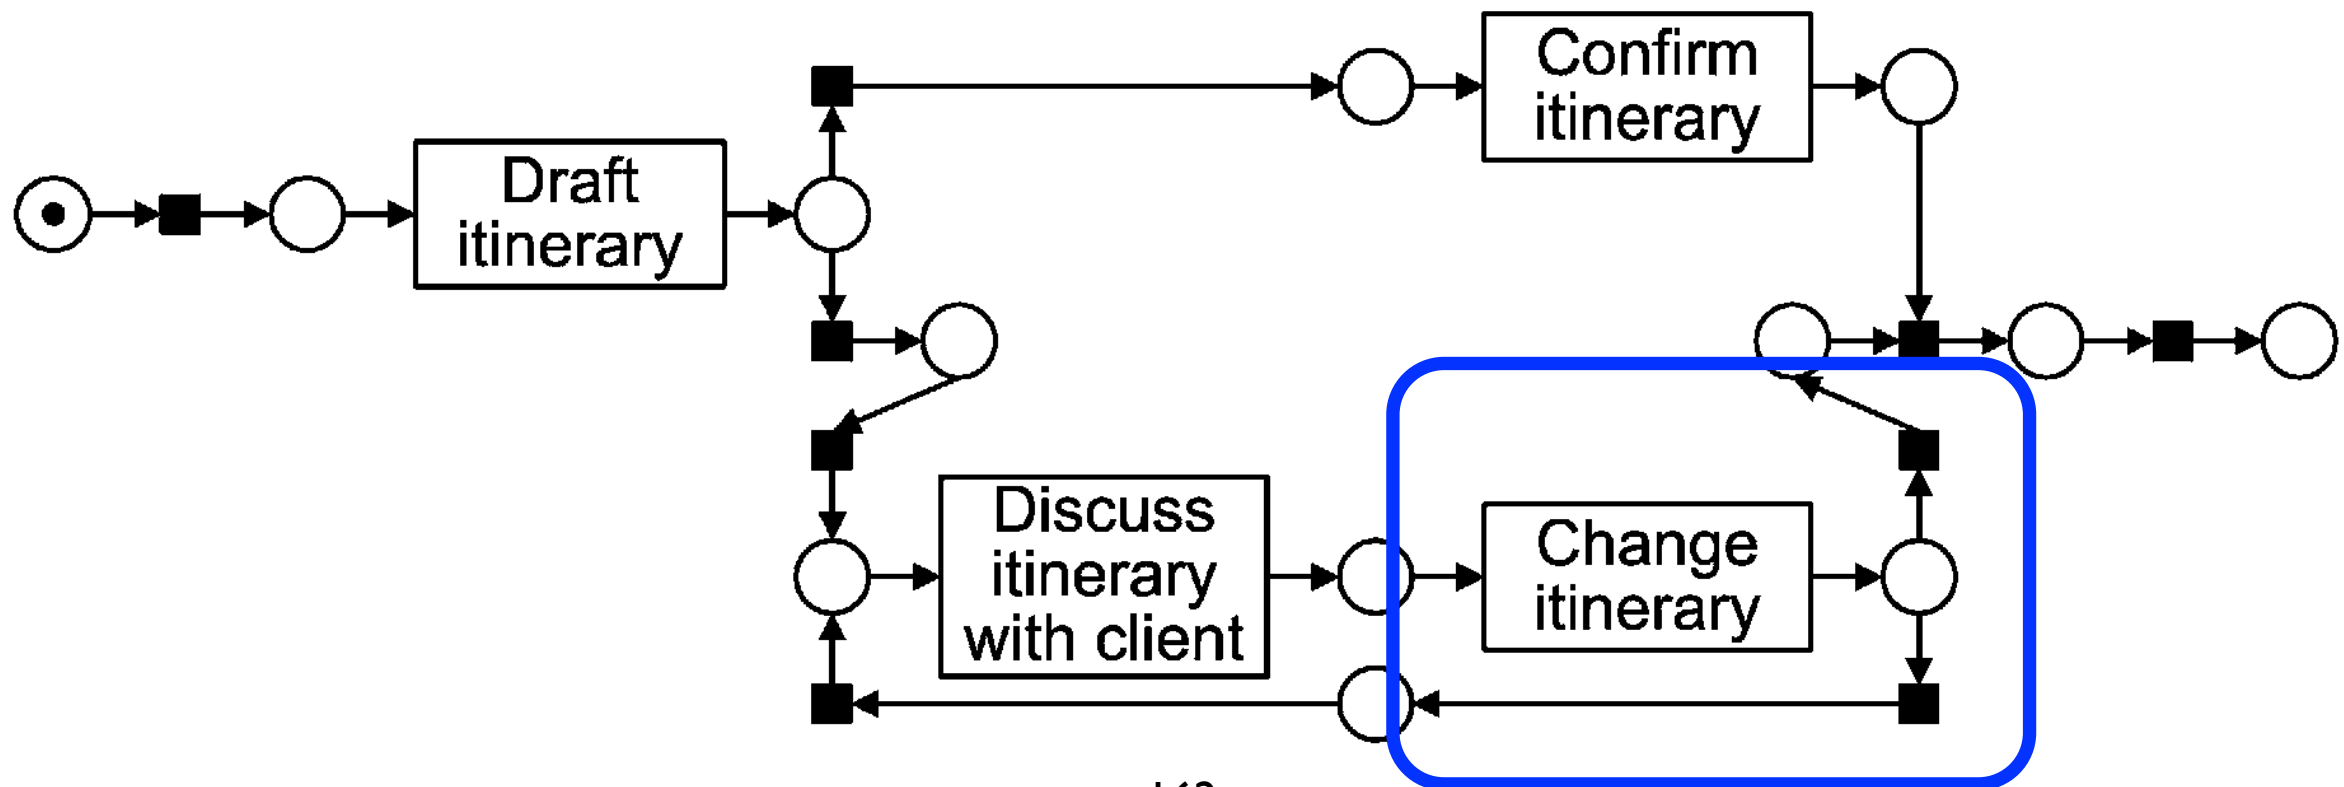 Confirm
itinerary
Draft
itinerary
Discuss
itinerary
with client
Change
itinerary